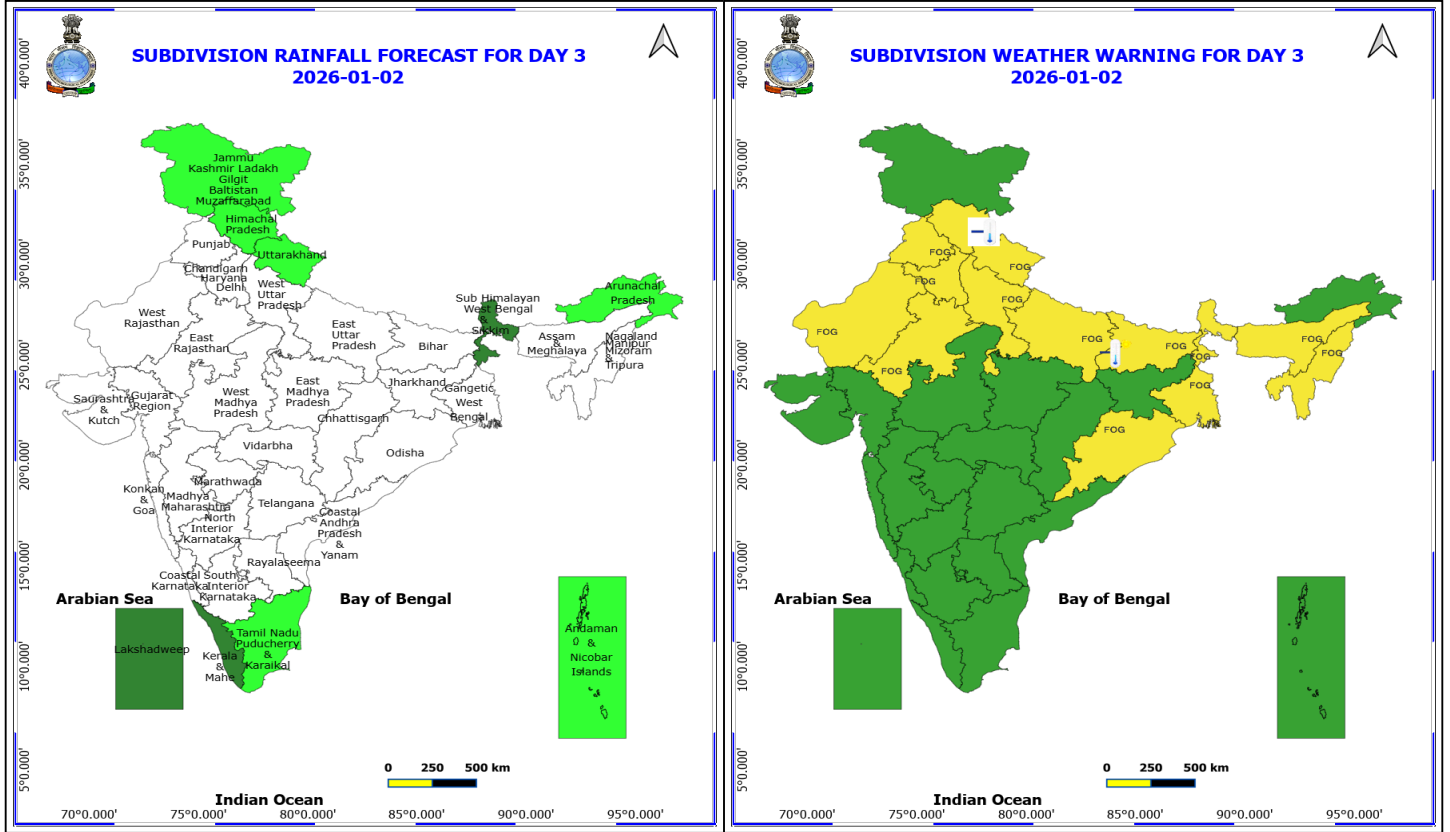 SUBDIVISION RAINFALL FORECAST FOR DAY 3
2026-01-02
40°0.000'
35°0.000'
30°0.000'
25°0.000'
20°0.000'
15°0.000'
10°0.000'
5°0.000'
Jammu
Kashmir Ladakh
Gilgit
Baltistan
Muzaffarabad
Himachal
Pradesh
Punjab
Uttarakhand
Chandigarh
Haryana
Delhi
West
Uttar
Pradesh
Arunachal
Pradesh
Sub Himalayan
West Bengal
&
Sikkim
West
Rajasthan
East
Rajasthan
East
Uttar
Pradesh
Bihar
Assam
&
Meghalaya
Nagaland
Manipur
Mizoram
&
Tripura
Saurashtra
&
Kutch
Gujarat
Region
West
Madhya
Pradesh
East
Madhya
Pradesh
Jharkhand
Gangetic
West
Bengal
Chhattisgarh
Vidarbha
Odisha
Konkan
&
Goa
Madhya
Maharashtra
Marathwada
Telangana
North
Interior
Karnataka
Coastal
Andhra
Pradesh
&
Yanam
Rayalaseema
Coastal
Karnataka
South
Interior
Karnataka
Arabian Sea
Bay of Bengal
Lakshadweep
Kerala
&
Mahe
Tamil Nadu
Puducherry
&
Karaikal
Andaman
&
Nicobar
Islands
0 250 500 km
Indian Ocean
70°0.000' 75°0.000' 80°0.000' 85°0.000' 90°0.000' 95°0.000'
SUBDIVISION WEATHER WARNING FOR DAY 3
2026-01-02
40°0.000'
35°0.000'
30°0.000'
25°0.000'
20°0.000'
15°0.000'
10°0.000'
5°0.000'
FOG
FOG
FOG
FOG
FOG
FOG
FOG
FOG
FOG
FOG
FOG
FOG
FOG
Arabian Sea
Bay of Bengal
0 250 500 km
Indian Ocean
70°0.000' 75°0.000' 80°0.000' 85°0.000' 90°0.000' 95°0.000'